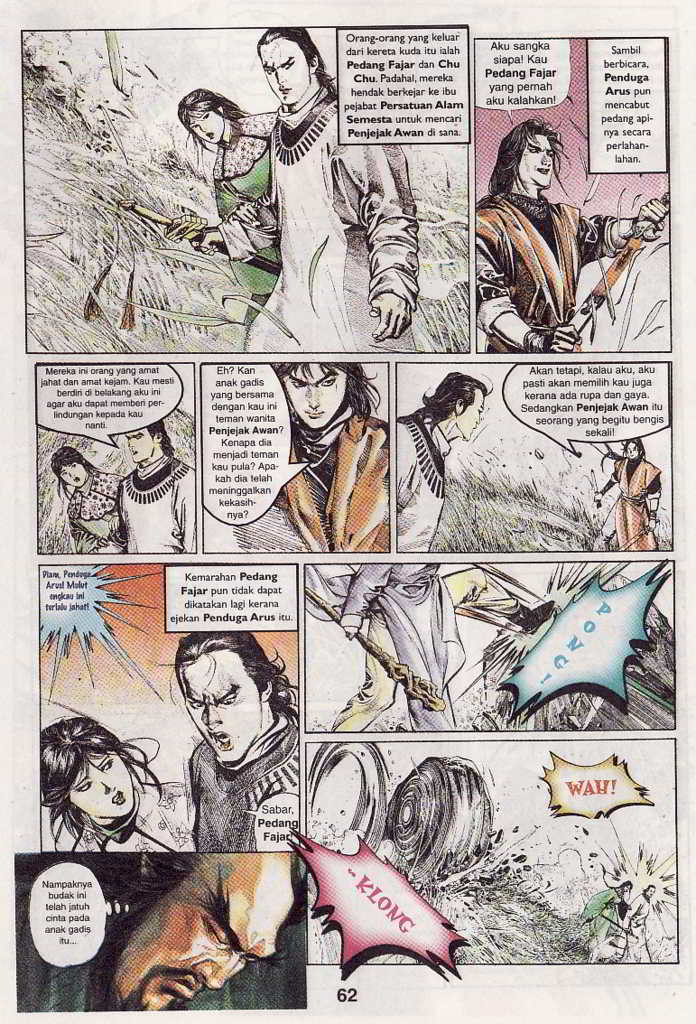 Orang-orang yang keluar
dari kereta kuda itu ialah
Pedang Fajar dan Chu
Chu. Padahal, mereka
hendak berkejar ke ibu
pejabat Persatuan Alam
Semesta untuk mencari
Penjejak Awan di sana.
Aku sangka
siapa! Kau
Pedang Fajar
yang pernah
aku kalahkan!
Sambil
berbicara,
Penduga
Arus pun
mencabut
pedang api-
nya secara
perlahan-
lahan.
Mereka ini orang yang amat
jahat dan amat kejam. Kau mesti
berdiri di belakang aku ini
agar aku dapat memberi per-
lindungan kepada kau
nanti.
Eh? Kan
anak gadis
yang bersama
dengan kau ini
teman wanita
Penjejak Awan?
Kenapa dia
menjadi teman
kau pula? Apa-
kah dia telah
meninggalkan
kekasih-
nya?
Akan tetapi, kalau aku, aku
pasti akan memilih kau juga
kerana ada rupa dan gaya.
Sedangkan Penjejak Awan itu
seorang yang begitu bengis
sekali!
Diam, Penduga
Arus! Mulut
engkau ini
terlalu jahat!
Kemarahan Pedang
Fajar pun tidak dapat
dikatakan lagi kerana
ejekan Penduga Arus itu.
Sabar,
Pedang
Fajar!
PONG!
WAH!
- KLONG
Nampaknya
budak ini
telah jatuh
cinta pada
anak gadis
itu...
62